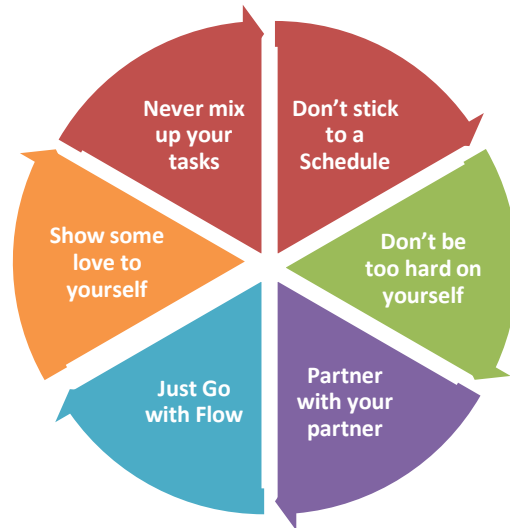 Never mix
up your
tasks
Don't stick
to a
Schedule
Don't be
too hard on
yourself
Partner
with your
partner
Just Go
with Flow
Show some
love to
yourself